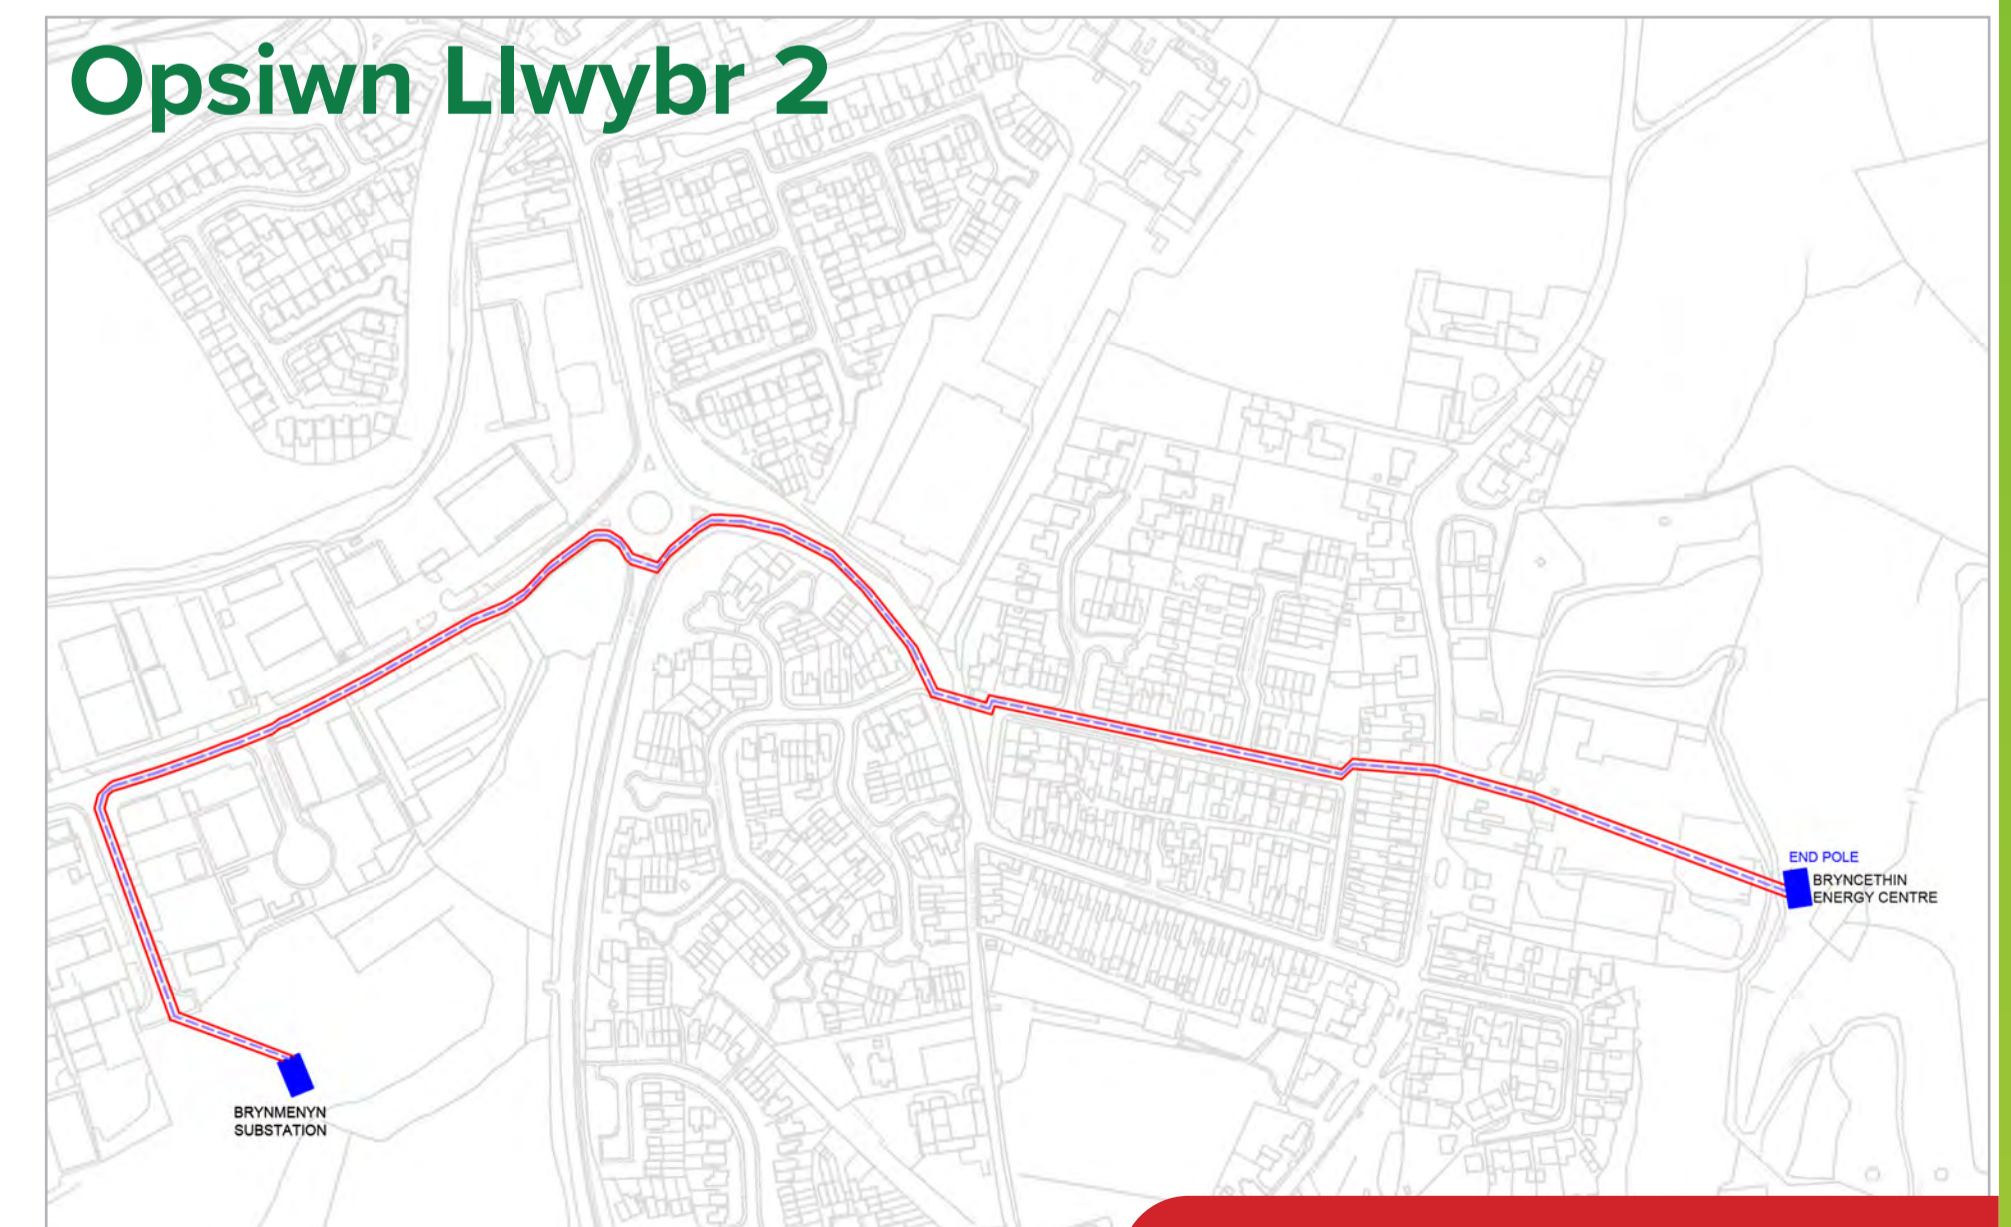 Opsiwn Llwybr 2
END POLE
BRYNCETHIN
ENERGY CENTRE
BRYNMENYN
SUBSTATION